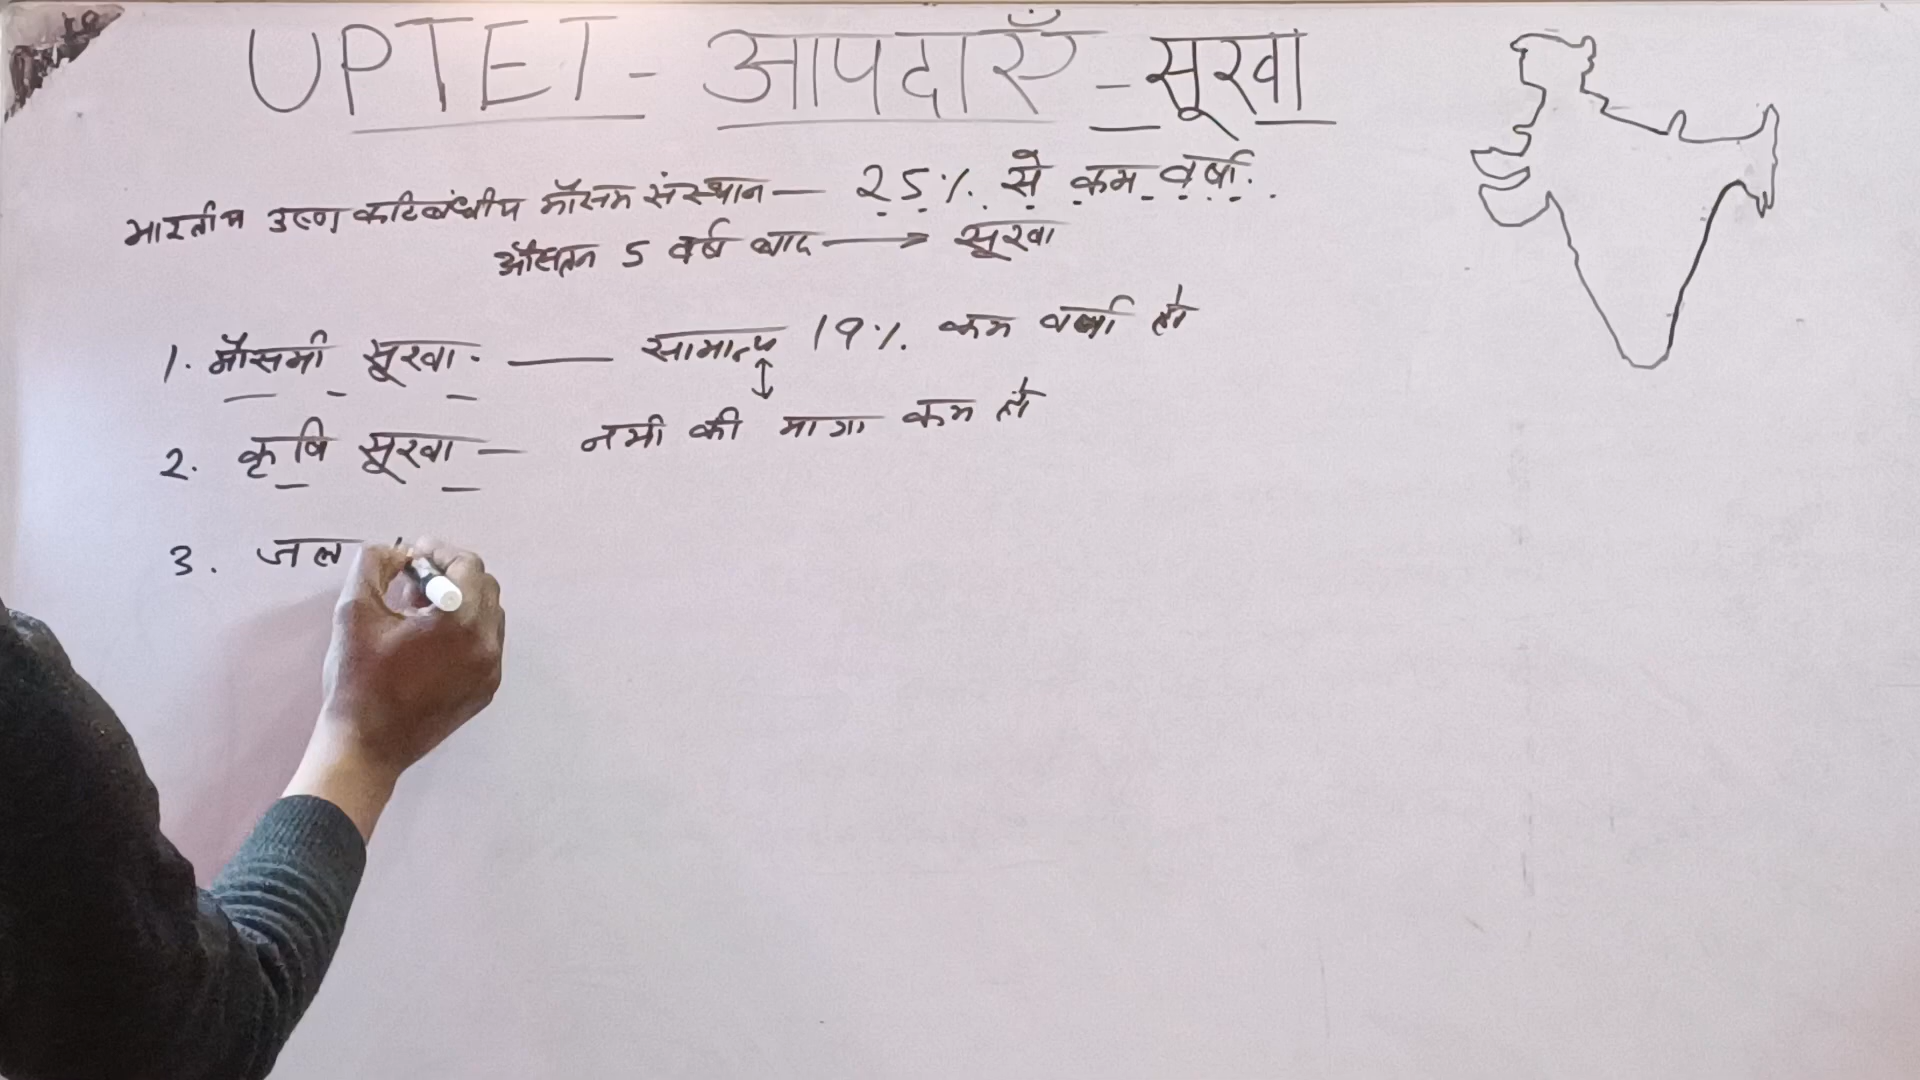 UPTET - आपदाएँ - सूखा
भारतीय उष्ण कटिबंधीय मौसम संस्थान — 25% से कम वर्षा
औसतन 5 वर्ष बाद → सूखा
1. मौसमी सूखा — सामान्य 19% कम वर्षा हो
2. कृषि सूखा — नमी की मात्रा कम हो
3. जल